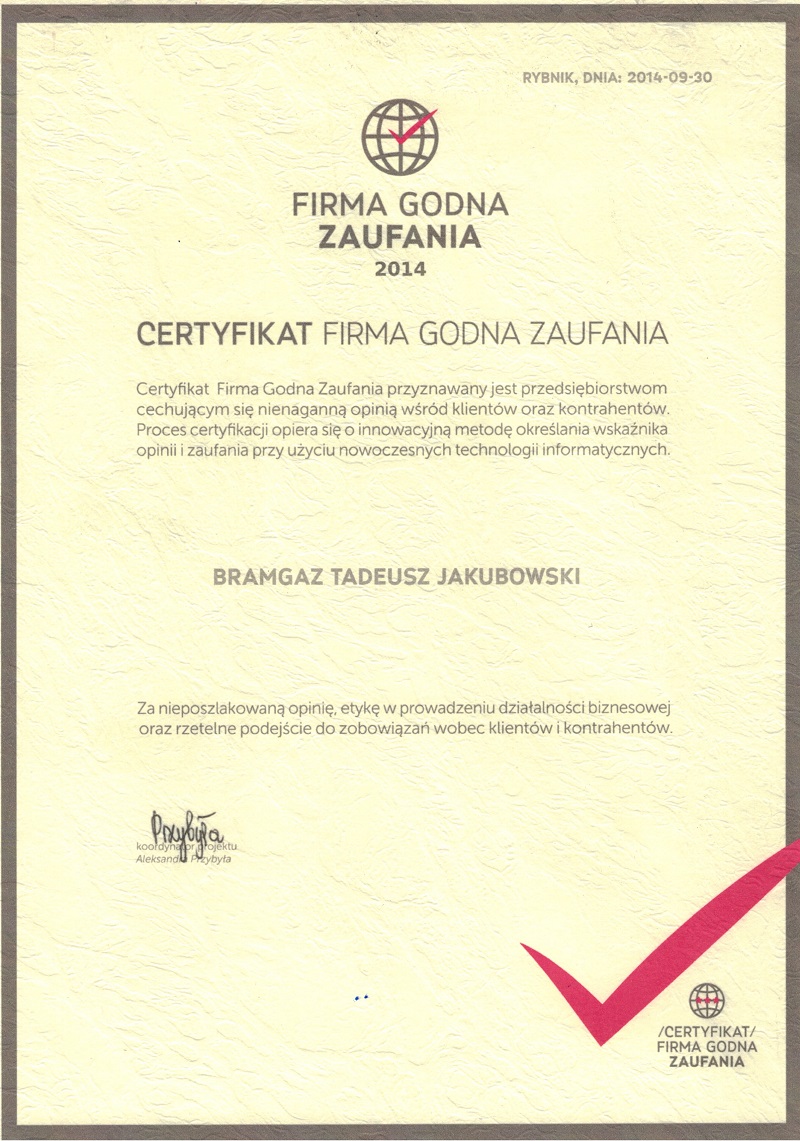 RYBNIK, DNIA: 2014-09-30
FIRMA GODNA
ZAUFANIA
2014
CERTYFIKAT FIRMA GODNA ZAUFANIA
Certyfikat Firma Godna Zaufania przyznawany jest przedsiębiorstwom
cechującym się nienaganną opinią wśród klientów oraz kontrahentów.
Proces certyfikacji opiera się o innowacyjną metodę określania wskaźnika
opinii i zaufania przy użyciu nowoczesnych technologii informatycznych.
BRAMGAZ TADEUSZ JAKUBOWSKI
Za nieposzlakowaną opinię, etykę w prowadzeniu działalności biznesowej
oraz rzetelne podejście do zobowiązań wobec klientów i kontrahentów.
Przybyła
koordynator projektu
Aleksandra Przybyła
/CERTYFIKAT/
FIRMA GODNA
ZAUFANIA